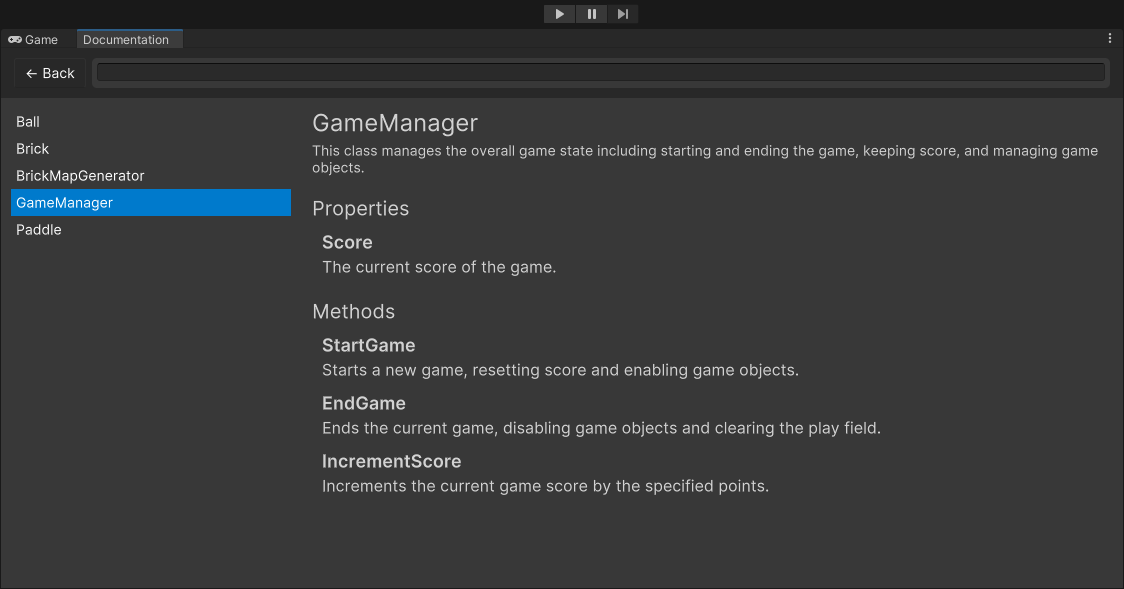 Game
Documentation
← Back
Ball
Brick
BrickMapGenerator
GameManager
Paddle
GameManager
This class manages the overall game state including starting and ending the game, keeping score, and managing game
objects.
Properties
Score
The current score of the game.
Methods
StartGame
Starts a new game, resetting score and enabling game objects.
EndGame
Ends the current game, disabling game objects and clearing the play field.
IncrementScore
Increments the current game score by the specified points.